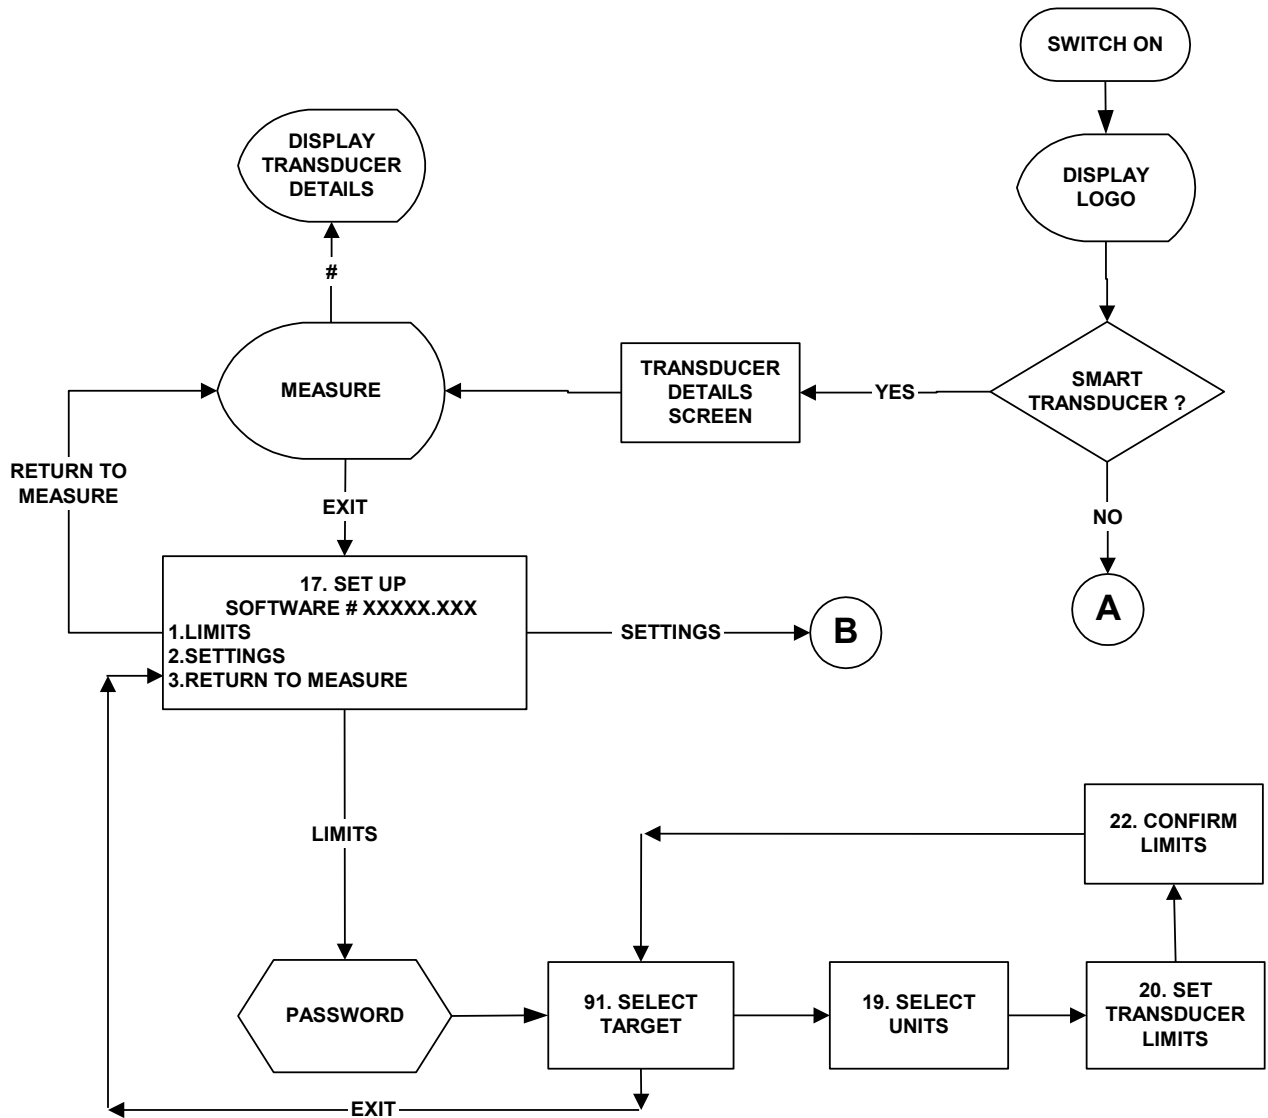 SWITCH ON
DISPLAY
TRANSDUCER
DETAILS
DISPLAY
LOGO
#
MEASURE
TRANSDUCER
DETAILS
SCREEN
YES
SMART
TRANSDUCER ?
RETURN TO
MEASURE
EXIT
NO
17. SET UP
SOFTWARE # XXXXX.XXX
1.LIMITS
2.SETTINGS
3.RETURN TO MEASURE
SETTINGS
B
A
LIMITS
22. CONFIRM
LIMITS
PASSWORD
91. SELECT
TARGET
19. SELECT
UNITS
20. SET
TRANSDUCER
LIMITS
EXIT